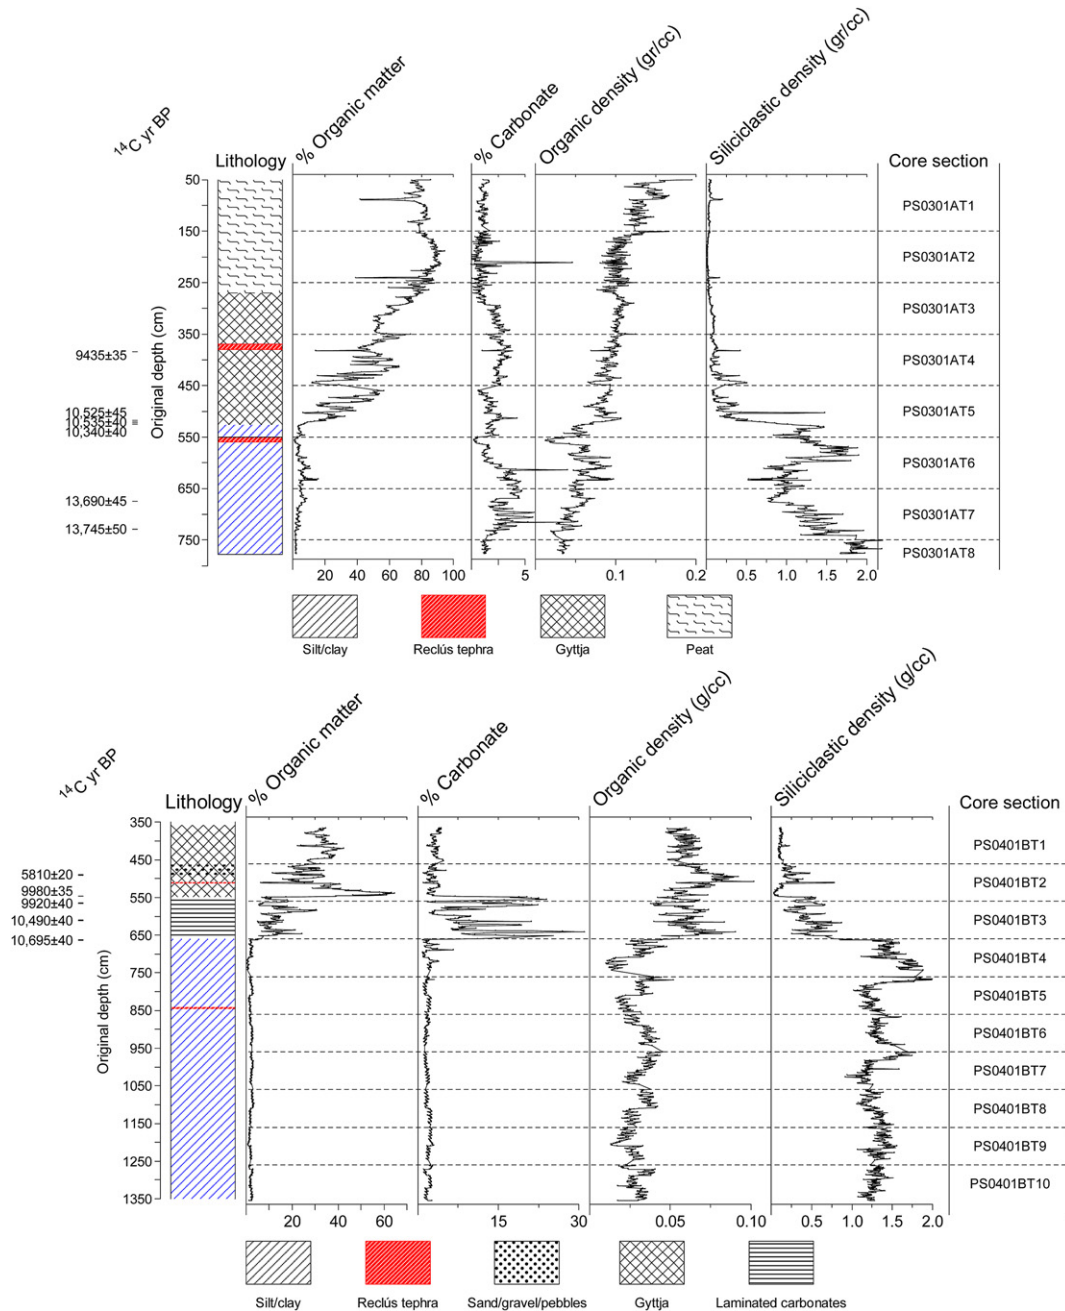 ¹⁴C yr BP
Lithology
% Organic matter
% Carbonate
Organic density (gr/cc)
Siliciclastic density (gr/cc)
Core section
Original depth (cm)
50
150
250
350
450
550
650
750
9435±35
10,525±45
10,535±40
10,340±40
13,690±45
13,745±50
PS0301AT1
PS0301AT2
PS0301AT3
PS0301AT4
PS0301AT5
PS0301AT6
PS0301AT7
PS0301AT8
20 40 60 80 100 5 0.1 0.2 0.5 1.0 1.5 2.0
Silt/clay Reclús tephra Gyttja Peat
¹⁴C yr BP
Lithology
% Organic matter
% Carbonate
Organic density (g/cc)
Siliciclastic density (g/cc)
Core section
Original depth (cm)
350
450
550
650
750
850
950
1050
1150
1250
1350
5810±20
9980±35
9920±40
10,490±40
10,695±40
PS0401BT1
PS0401BT2
PS0401BT3
PS0401BT4
PS0401BT5
PS0401BT6
PS0401BT7
PS0401BT8
PS0401BT9
PS0401BT10
20 40 60 15 30 0.05 0.10 0.5 1.0 1.5 2.0
Silt/clay Reclús tephra Sand/gravel/pebbles Gyttja Laminated carbonates